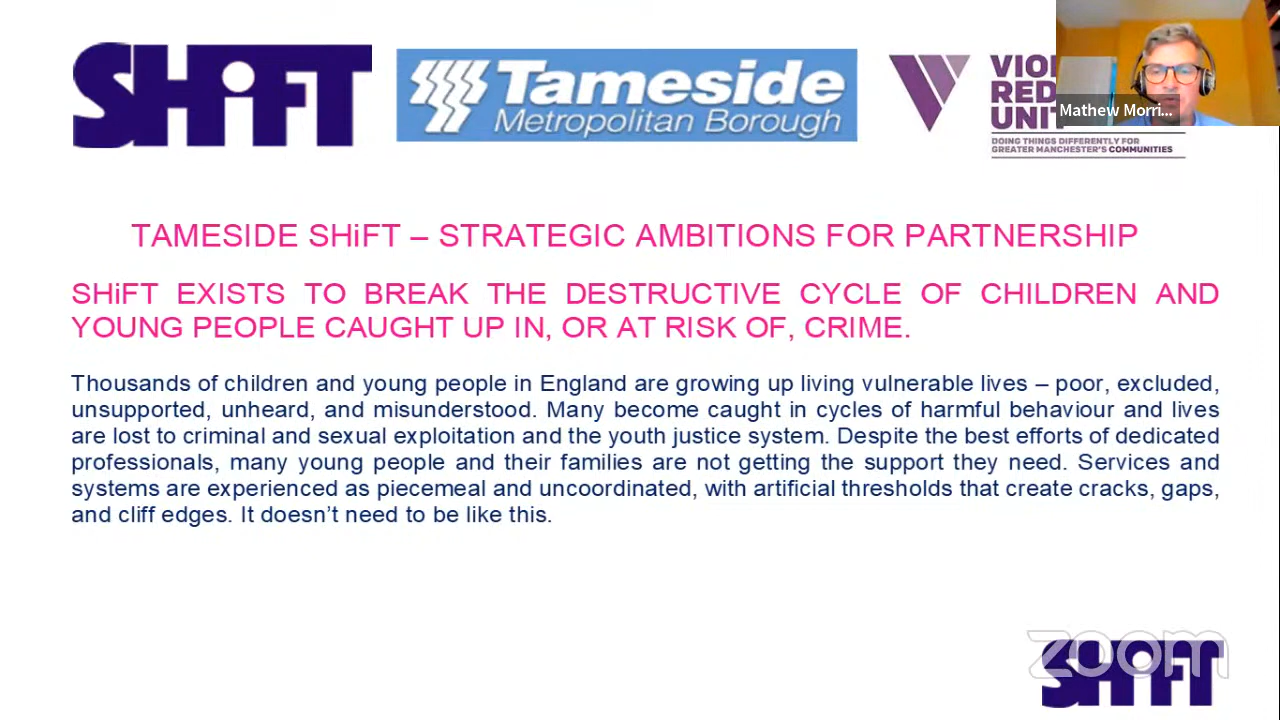 SHiFT
Tameside
Metropolitan Borough
VIO
RED
UNIT
DOING THINGS DIFFERENTLY FOR
GREATER MANCHESTER'S COMMUNITIES
Mathew Morri...
TAMESIDE SHiFT – STRATEGIC AMBITIONS FOR PARTNERSHIP
SHiFT EXISTS TO BREAK THE DESTRUCTIVE CYCLE OF CHILDREN AND
YOUNG PEOPLE CAUGHT UP IN, OR AT RISK OF, CRIME.
Thousands of children and young people in England are growing up living vulnerable lives – poor, excluded,
unsupported, unheard, and misunderstood. Many become caught in cycles of harmful behaviour and lives
are lost to criminal and sexual exploitation and the youth justice system. Despite the best efforts of dedicated
professionals, many young people and their families are not getting the support they need. Services and
systems are experienced as piecemeal and uncoordinated, with artificial thresholds that create cracks, gaps,
and cliff edges. It doesn't need to be like this.
zoom
SHiFT